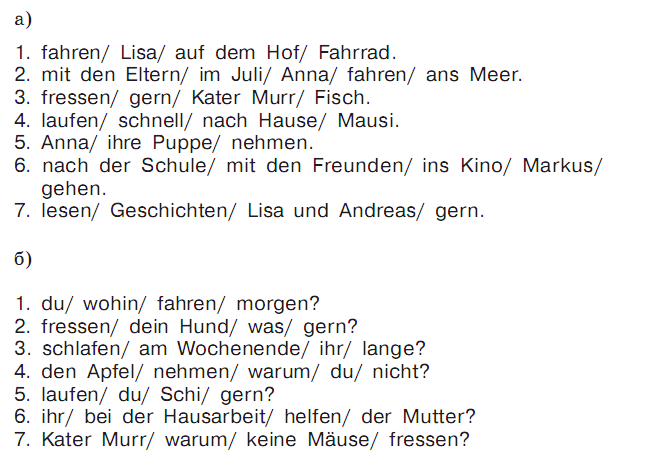 а)
1. fahren/ Lisa/ auf dem Hof/ Fahrrad.
2. mit den Eltern/ im Juli/ Anna/ fahren/ ans Meer.
3. fressen/ gern/ Kater Murr/ Fisch.
4. laufen/ schnell/ nach Hause/ Mausi.
5. Anna/ ihre Puppe/ nehmen.
6. nach der Schule/ mit den Freunden/ ins Kino/ Markus/
gehen.
7. lesen/ Geschichten/ Lisa und Andreas/ gern.
б)
1. du/ wohin/ fahren/ morgen?
2. fressen/ dein Hund/ was/ gern?
3. schlafen/ am Wochenende/ ihr/ lange?
4. den Apfel/ nehmen/ warum/ du/ nicht?
5. laufen/ du/ Schi/ gern?
6. ihr/ bei der Hausarbeit/ helfen/ der Mutter?
7. Kater Murr/ warum/ keine Mäuse/ fressen?